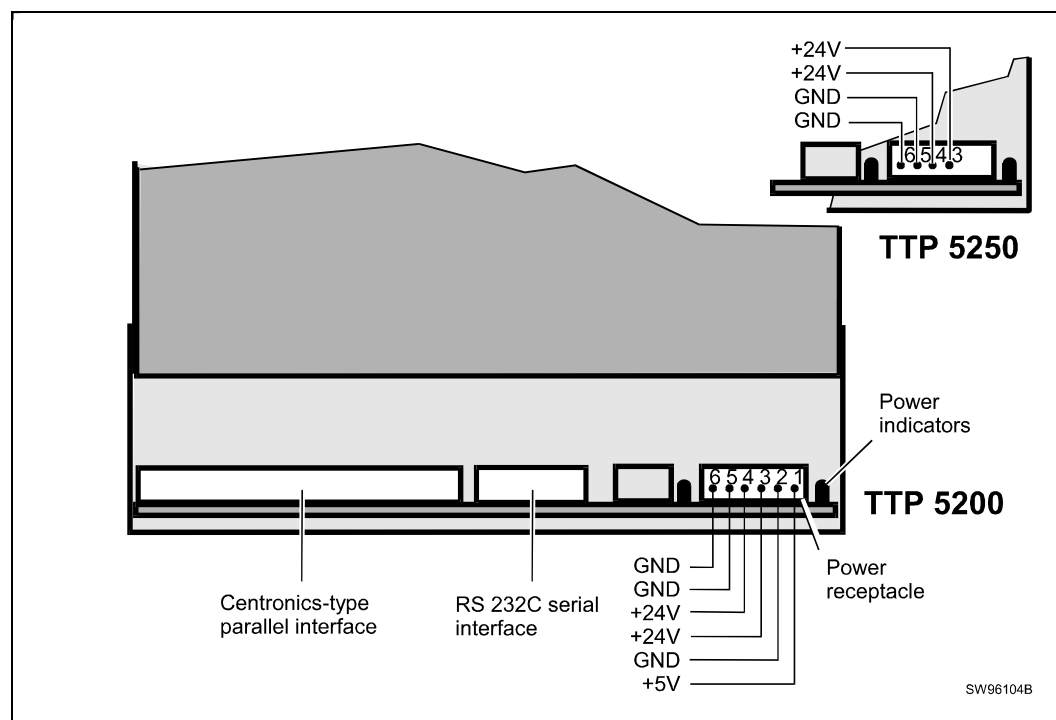 +24V
+24V
GND
GND
6543
TTP 5250
Power
indicators
654321
TTP 5200
GND
GND
+24V
+24V
GND
+5V
Power
receptacle
Centronics-type
parallel interface
RS 232C serial
interface
SW96104B